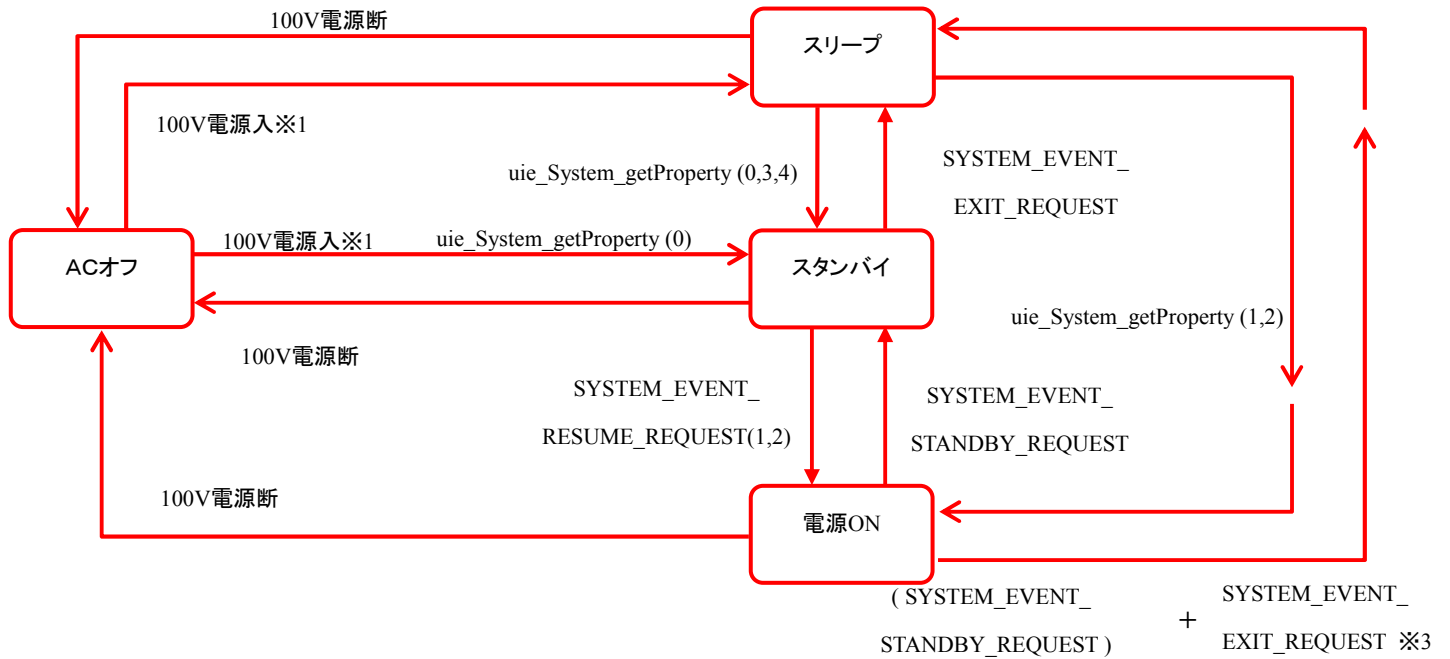 100V電源断
スリープ
100V電源入※1
SYSTEM_EVENT_
EXIT_REQUEST
uie_System_getProperty (0,3,4)
100V電源入※1
uie_System_getProperty (0)
ACオフ
スタンバイ
uie_System_getProperty (1,2)
100V電源断
SYSTEM_EVENT_
RESUME_REQUEST(1,2)
SYSTEM_EVENT_
STANDBY_REQUEST
100V電源断
電源ON
( SYSTEM_EVENT_
STANDBY_REQUEST )
+
SYSTEM_EVENT_
EXIT_REQUEST ※3